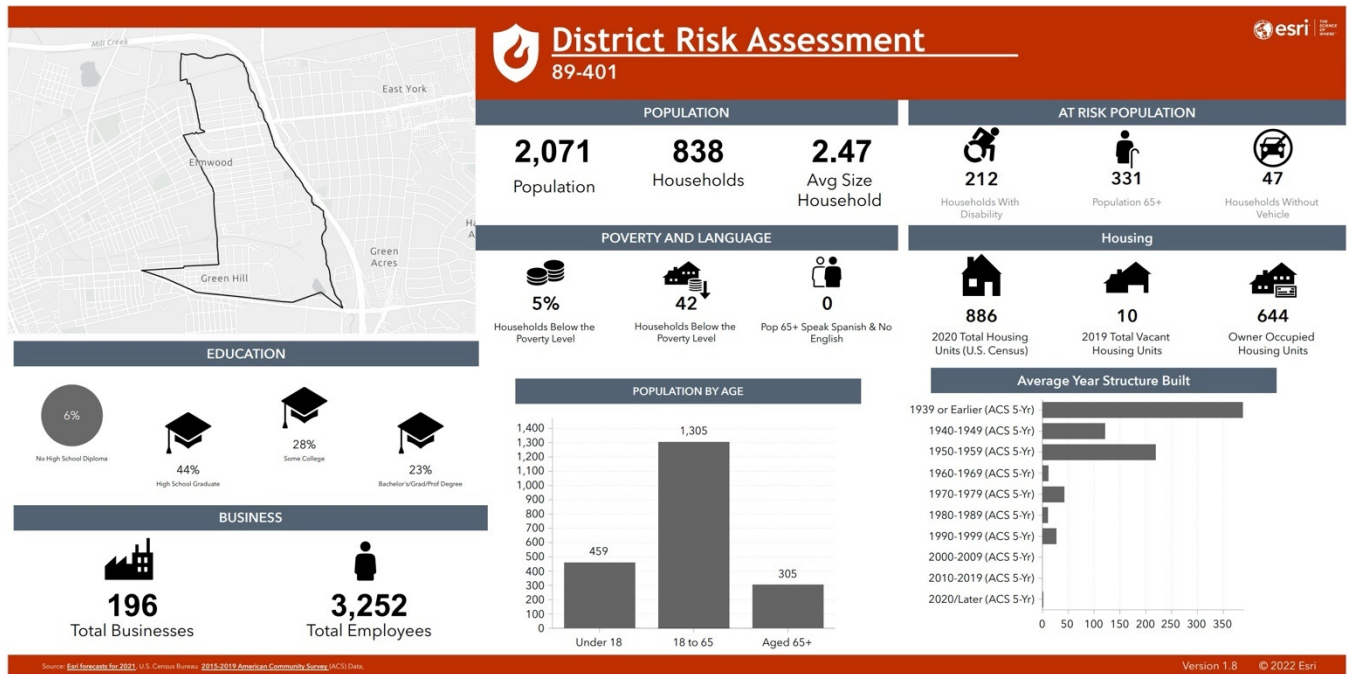 District Risk Assessment
89-401
esri
THE
SCIENCE
OF
WHERE
Mill Creek
East York
Elmwood
Green
Acres
Green Hill
POPULATION
2,071
Population
838
Households
2.47
Avg Size
Household
AT RISK POPULATION
212
Households With
Disability
331
Population 65+
47
Households Without
Vehicle
POVERTY AND LANGUAGE
5%
Households Below the
Poverty Level
42
Households Below the
Poverty Level
0
Pop 65+ Speak Spanish & No
English
Housing
886
2020 Total Housing
Units (U.S. Census)
10
2019 Total Vacant
Housing Units
644
Owner Occupied
Housing Units
EDUCATION
6%
No High School Diploma
44%
High School Graduate
28%
Some College
23%
Bachelor's/Grad/Prof Degree
BUSINESS
196
Total Businesses
3,252
Total Employees
POPULATION BY AGE
1,400
1,300
1,200
1,100
1,000
900
800
700
600
500
400
300
200
100
0
459
1,305
305
Under 18
18 to 65
Aged 65+
Average Year Structure Built
1939 or Earlier (ACS 5-Yr)
1940-1949 (ACS 5-Yr)
1950-1959 (ACS 5-Yr)
1960-1969 (ACS 5-Yr)
1970-1979 (ACS 5-Yr)
1980-1989 (ACS 5-Yr)
1990-1999 (ACS 5-Yr)
2000-2009 (ACS 5-Yr)
2010-2019 (ACS 5-Yr)
2020/Later (ACS 5-Yr)
0 50 100 150 200 250 300 350
Source: Esri forecasts for 2021, U.S. Census Bureau 2015-2019 American Community Survey (ACS) Data.
Version 1.8 © 2022 Esri